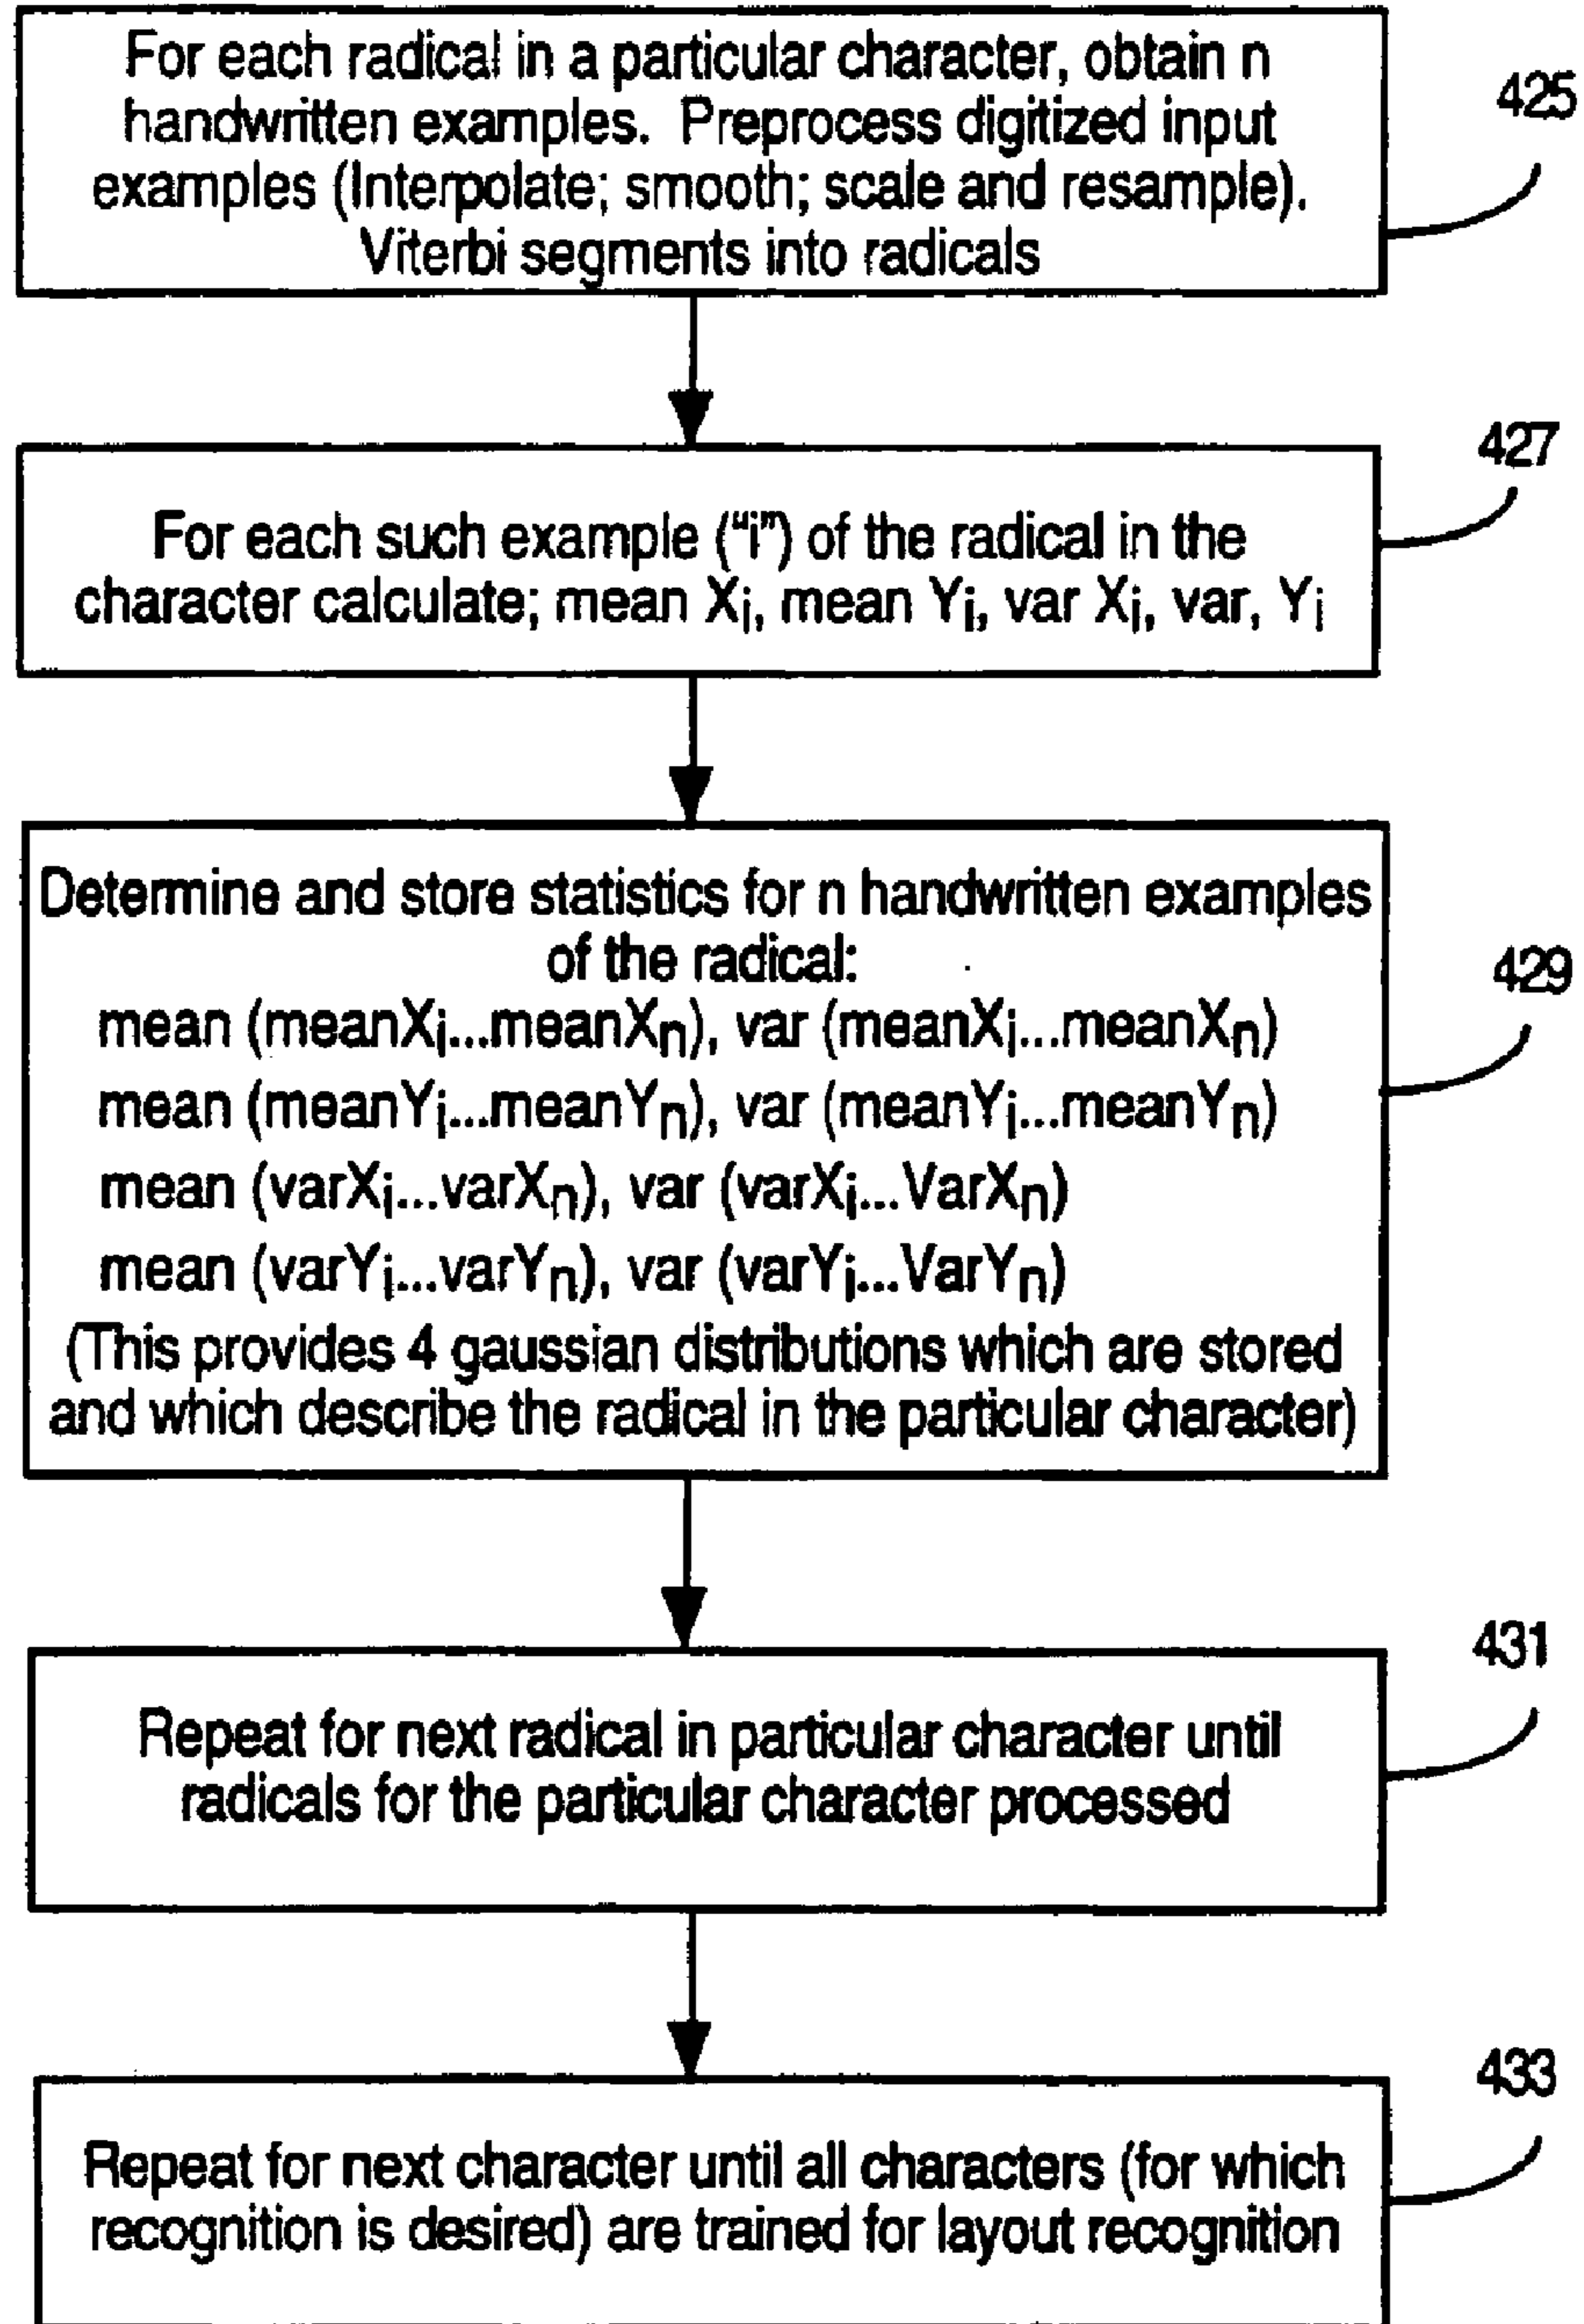 For each radical in a particular character, obtain n
handwritten examples. Preprocess digitized input
examples (Interpolate; smooth; scale and resample).
Viterbi segments into radicals
425
For each such example ("i") of the radical in the
character calculate; mean Xi, mean Yi, var Xi, var, Yi
427
Determine and store statistics for n handwritten examples
of the radical:
mean (meanXi...meanXn), var (meanXi...meanXn)
mean (meanYi...meanYn), var (meanYi...meanYn)
mean (varXi...varXn), var (varXi...VarXn)
mean (varYi...varYn), var (varYi...VarYn)
(This provides 4 gaussian distributions which are stored
and which describe the radical in the particular character)
429
Repeat for next radical in particular character until
radicals for the particular character processed
431
Repeat for next character until all characters (for which
recognition is desired) are trained for layout recognition
433